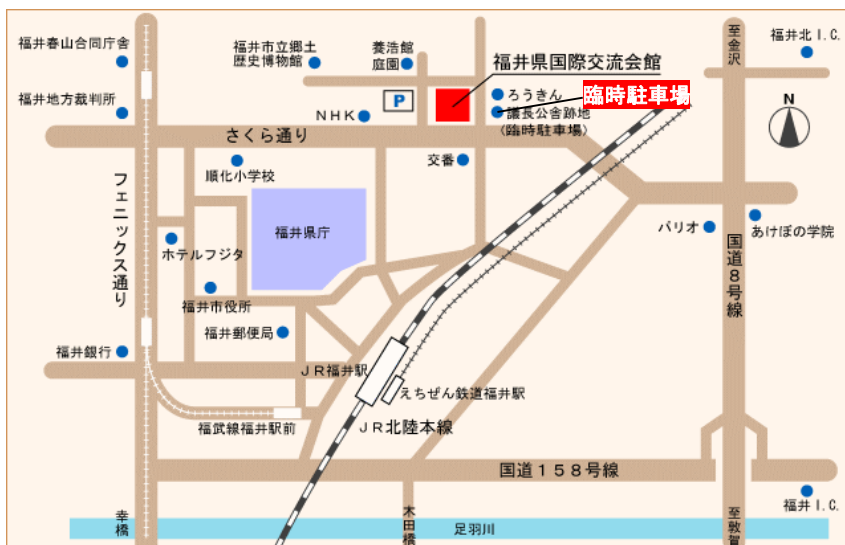 福井春山合同庁舎
福井市立郷土
歴史博物館
養浩館
庭園
福井県国際交流会館
至金沢
福井北I.C.
福井地方裁判所
P
ろうきん
臨時駐車場
議長公舎跡地
(臨時駐車場)
N
NHK
さくら通り
交番
順化小学校
フェニックス通り
福井県庁
ホテルフジタ
パリオ
あけぼの学院
国道8号線
福井市役所
福井郵便局
福井銀行
JR福井駅
えちぜん鉄道福井駅
福武線福井駅前
JR北陸本線
国道158号線
福井I.C.
幸橋
木田橋
足羽川
至敦賀